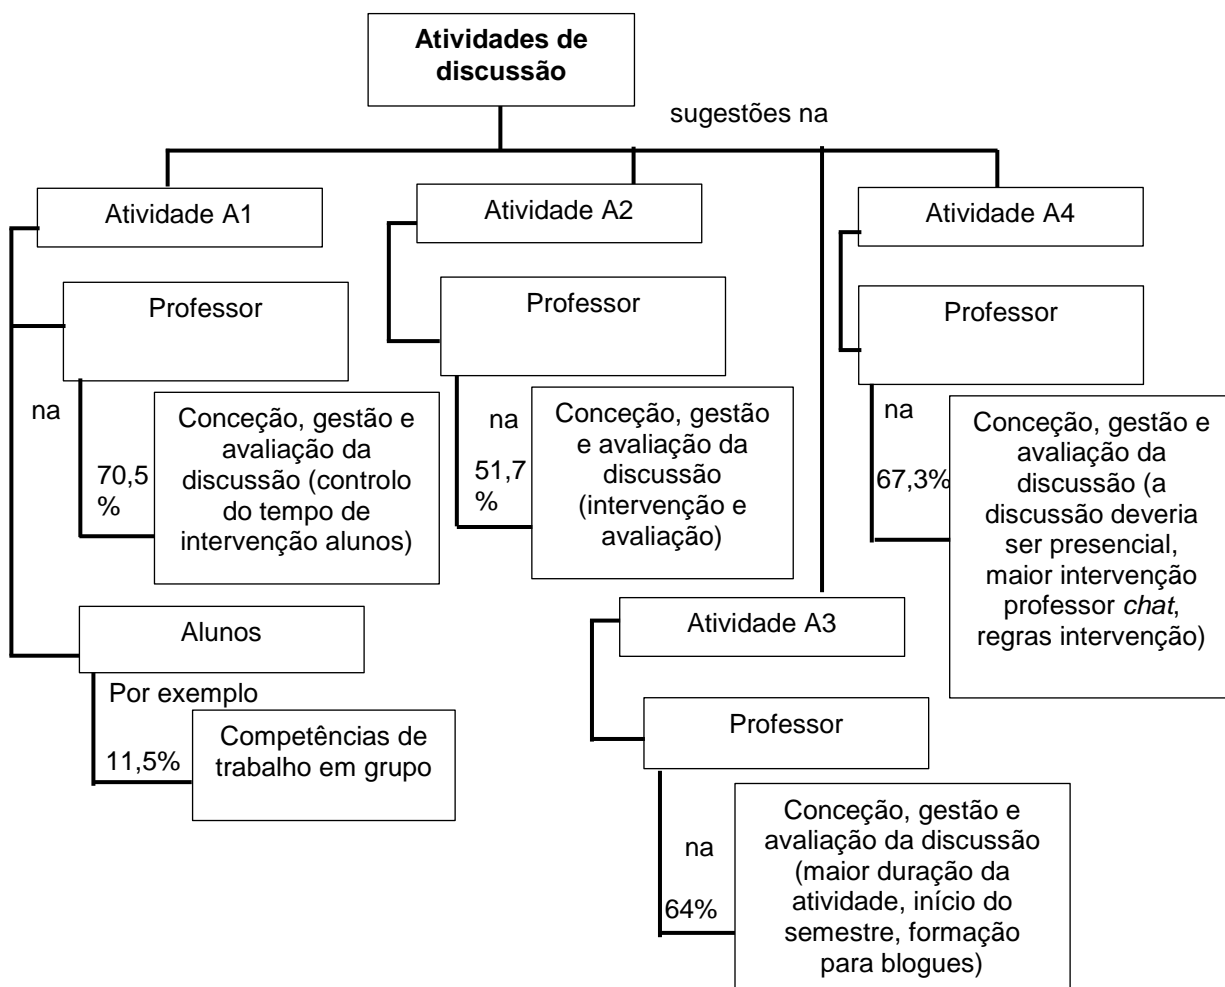 Atividades de
discussão
sugestões na
Atividade A1
Professor
na
70,5
%
Conceção, gestão e
avaliação da
discussão (controlo
do tempo de
intervenção alunos)
Alunos
Por exemplo
11,5%
Competências de
trabalho em grupo
Atividade A2
Professor
na
51,7
%
Conceção, gestão
e avaliação da
discussão
(intervenção e
avaliação)
Atividade A3
Professor
na
64%
Conceção, gestão e
avaliação da discussão
(maior duração da
atividade, início do
semestre, formação
para blogues)
Atividade A4
Professor
na
67,3%
Conceção, gestão e
avaliação da
discussão (a
discussão deveria
ser presencial,
maior intervenção
professor chat,
regras intervenção)